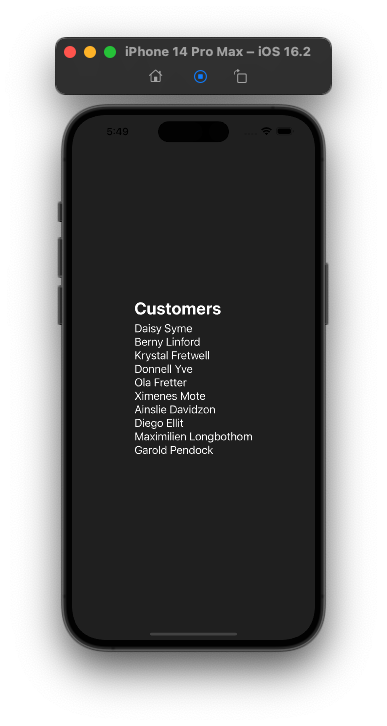 iPhone 14 Pro Max – iOS 16.2
5:49
Customers
Daisy Syme
Berny Linford
Krystal Fretwell
Donnell Yve
Ola Fretter
Ximenes Mote
Ainslie Davidzon
Diego Ellit
Maximilien Longbothom
Garold Pendock